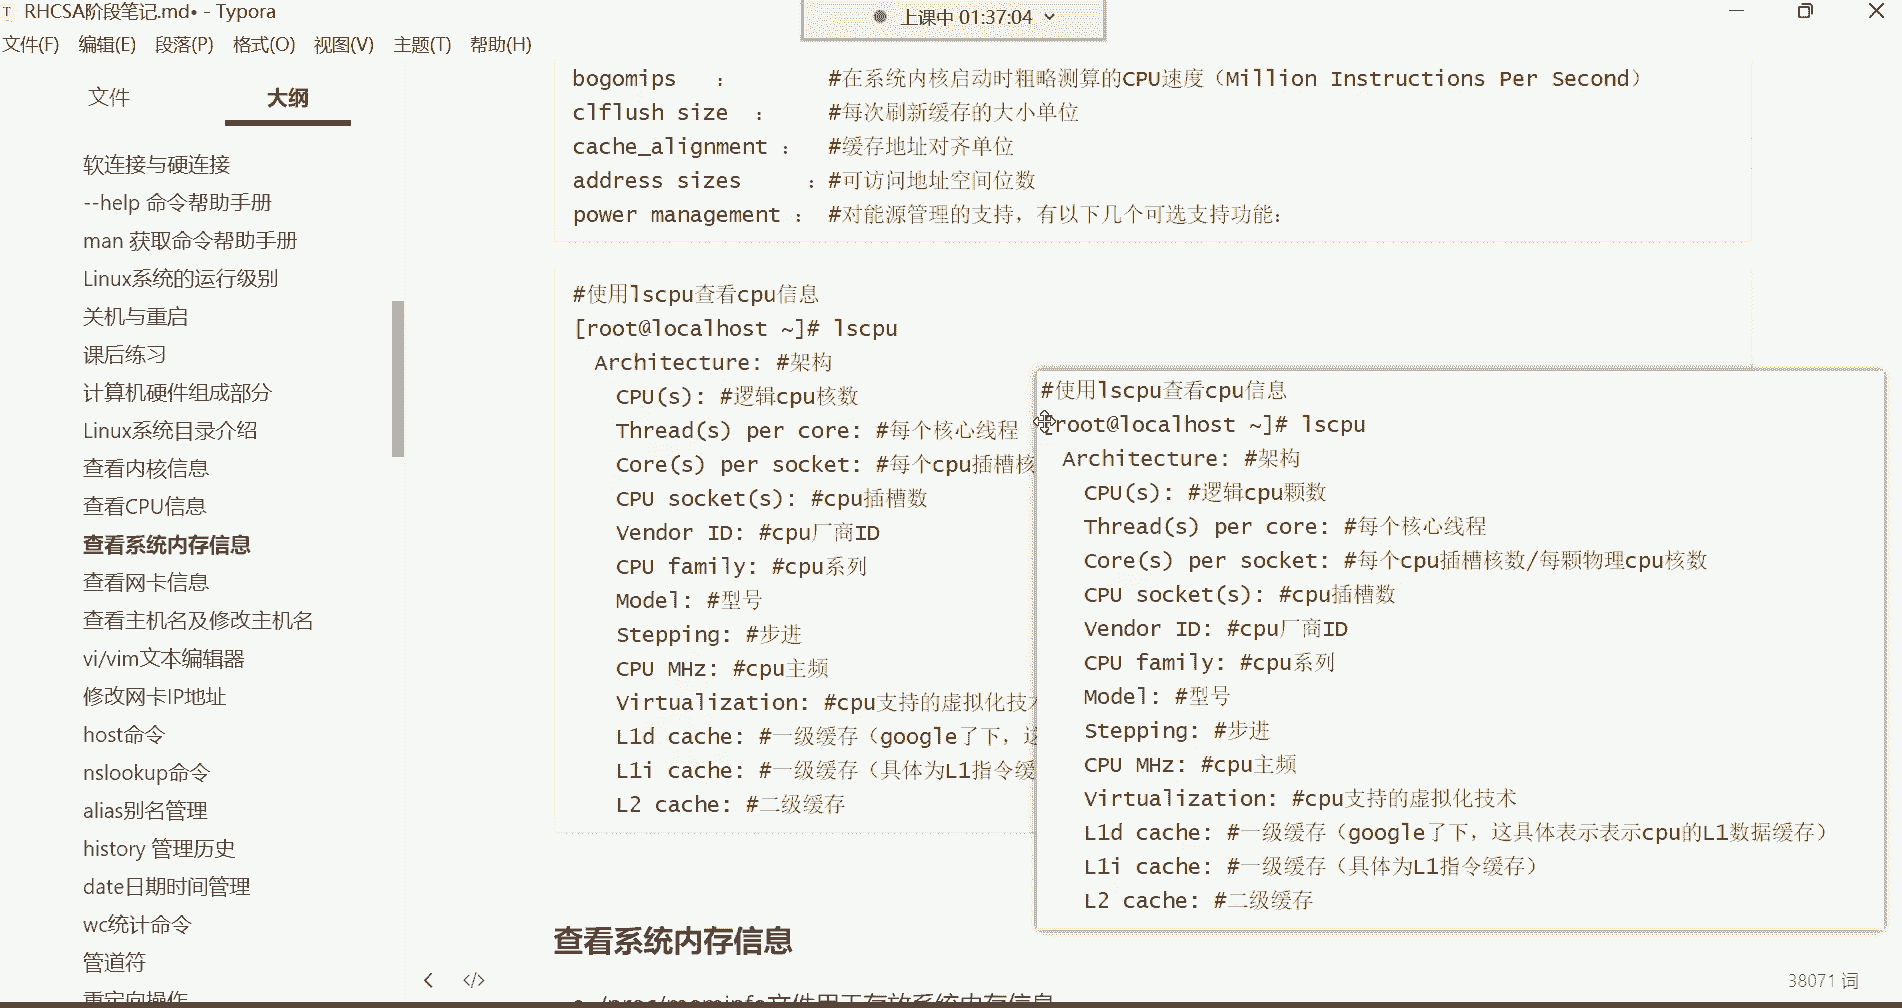 RHCSA阶段笔记.md• - Typora
上课中 01:37:04
文件(F) 编辑(E) 段落(P) 格式(O) 视图(V) 主题(T) 帮助(H)
文件 大纲
软连接与硬连接
--help 命令帮助手册
man 获取命令帮助手册
Linux系统的运行级别
关机与重启
课后练习
计算机硬件组成部分
Linux系统目录介绍
查看内核信息
查看CPU信息
查看系统内存信息
查看网卡信息
查看主机名及修改主机名
vi/vim文本编辑器
修改网卡IP地址
host命令
nslookup命令
alias别名管理
history 管理历史
date日期时间管理
wc统计命令
管道符
重定向操作
bogomips ： #在系统内核启动时粗略测算的CPU速度（Million Instructions Per Second）
clflush size ： #每次刷新缓存的大小单位
cache_alignment ： #缓存地址对齐单位
address sizes ：#可访问地址空间位数
power management ： #对能源管理的支持，有以下几个可选支持功能：
#使用lscpu查看cpu信息
[root@localhost ~]# lscpu
Architecture: #架构
CPU(s): #逻辑cpu核数
Thread(s) per core: #每个核心线程
Core(s) per socket: #每个cpu插槽核
CPU socket(s): #cpu插槽数
Vendor ID: #cpu厂商ID
CPU family: #cpu系列
Model: #型号
Stepping: #步进
CPU MHz: #cpu主频
Virtualization: #cpu支持的虚拟化技
L1d cache: #一级缓存（google了下，这
L1i cache: #一级缓存（具体为L1指令缓
L2 cache: #二级缓存
#使用lscpu查看cpu信息
[root@localhost ~]# lscpu
Architecture: #架构
CPU(s): #逻辑cpu颗数
Thread(s) per core: #每个核心线程
Core(s) per socket: #每个cpu插槽核数/每颗物理cpu核数
CPU socket(s): #cpu插槽数
Vendor ID: #cpu厂商ID
CPU family: #cpu系列
Model: #型号
Stepping: #步进
CPU MHz: #cpu主频
Virtualization: #cpu支持的虚拟化技术
L1d cache: #一级缓存（google了下，这具体表示表示cpu的L1数据缓存）
L1i cache: #一级缓存（具体为L1指令缓存）
L2 cache: #二级缓存
查看系统内存信息
/proc/meminfo文件用于存放系统内存信息
38071 词